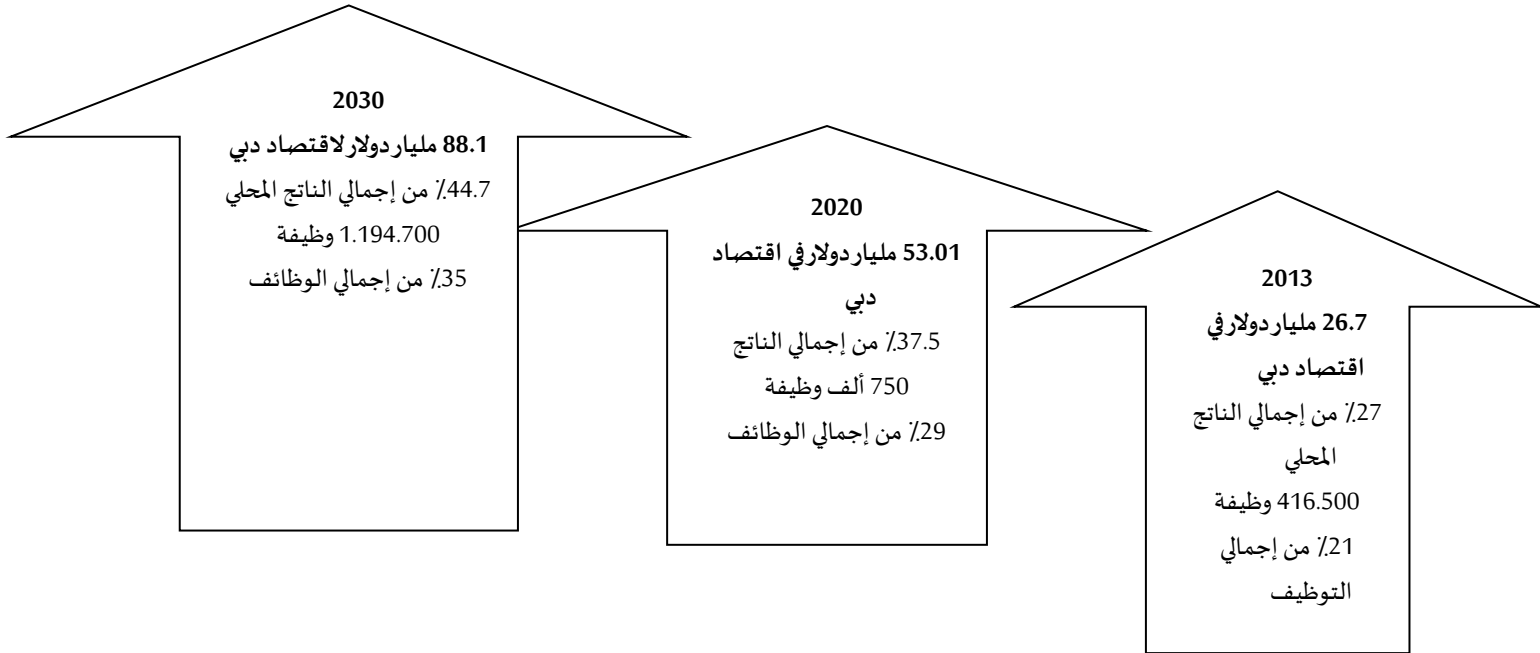 2013
26.7 مليار دولار في
اقتصاد دبي
27٪ من إجمالي الناتج
المحلي
416.500 وظيفة
21٪ من إجمالي
التوظيف
2020
53.01 مليار دولار في اقتصاد
دبي
37.5٪ من إجمالي الناتج
750 ألف وظيفة
29٪ من إجمالي الوظائف
2030
88.1 مليار دولار لاقتصاد دبي
44.7٪ من إجمالي الناتج المحلي
1.194.700 وظيفة
35٪ من إجمالي الوظائف